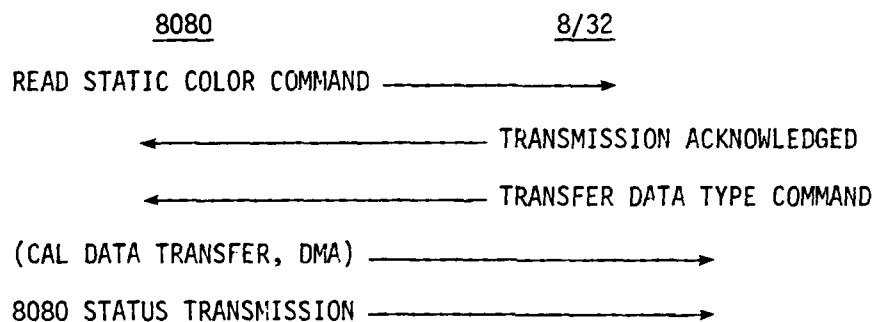 8080 8/32
READ STATIC COLOR COMMAND
TRANSMISSION ACKNOWLEDGED
TRANSFER DATA TYPE COMMAND
(CAL DATA TRANSFER, DMA)
8080 STATUS TRANSMISSION